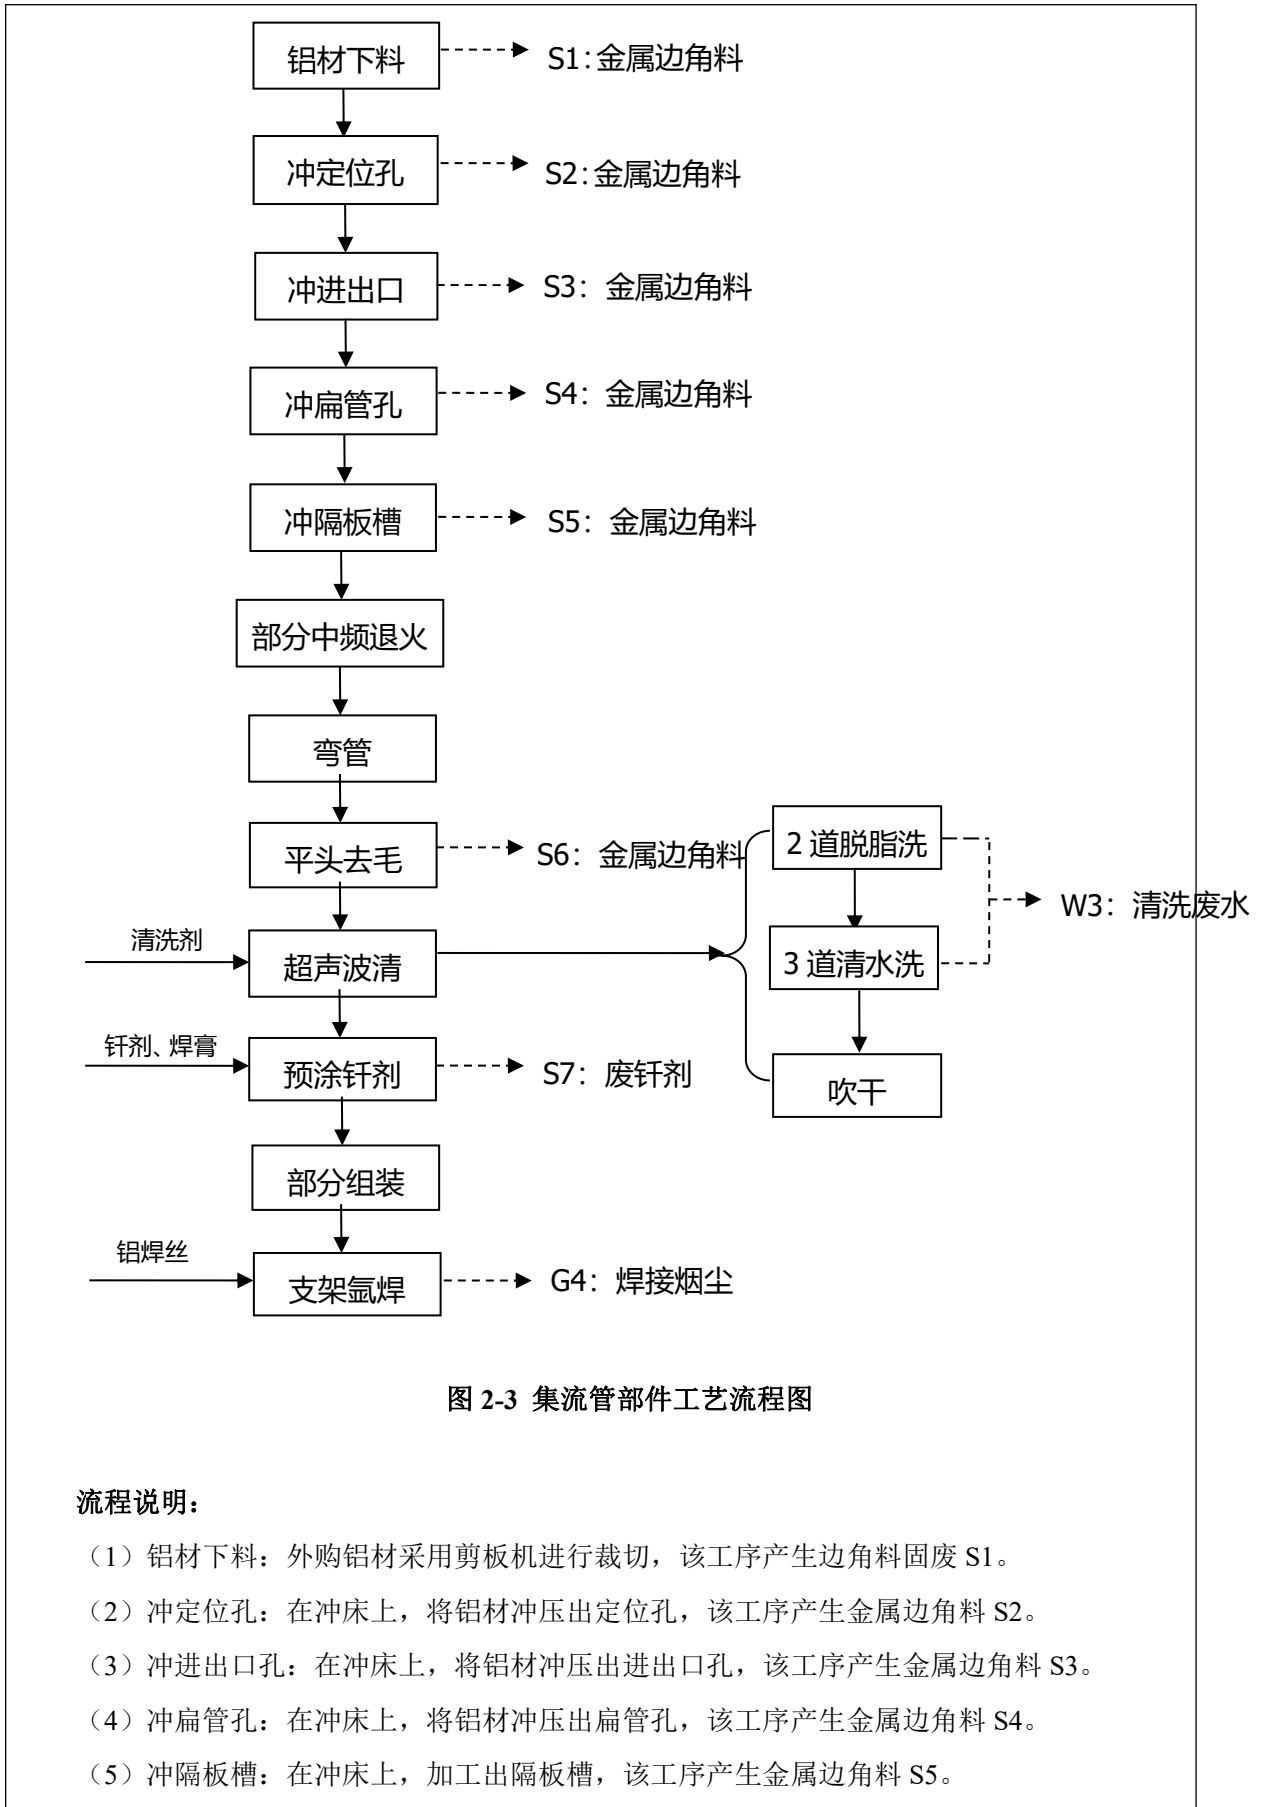 铝材下料
S1:金属边角料
冲定位孔
S2:金属边角料
冲进出口
S3：金属边角料
冲扁管孔
S4：金属边角料
冲隔板槽
S5：金属边角料
部分中频退火
弯管
平头去毛
S6：金属边角料
2 道脱脂洗
W3：清洗废水
清洗剂
超声波清
3 道清水洗
钎剂、焊膏
预涂钎剂
S7：废钎剂
吹干
部分组装
铝焊丝
支架氩焊
G4：焊接烟尘
图 2-3 集流管部件工艺流程图
流程说明：
（1）铝材下料：外购铝材采用剪板机进行裁切，该工序产生边角料固废 S1。
（2）冲定位孔：在冲床上，将铝材冲压出定位孔，该工序产生金属边角料 S2。
（3）冲进出口孔：在冲床上，将铝材冲压出进出口孔，该工序产生金属边角料 S3。
（4）冲扁管孔：在冲床上，将铝材冲压出扁管孔，该工序产生金属边角料 S4。
（5）冲隔板槽：在冲床上，加工出隔板槽，该工序产生金属边角料 S5。